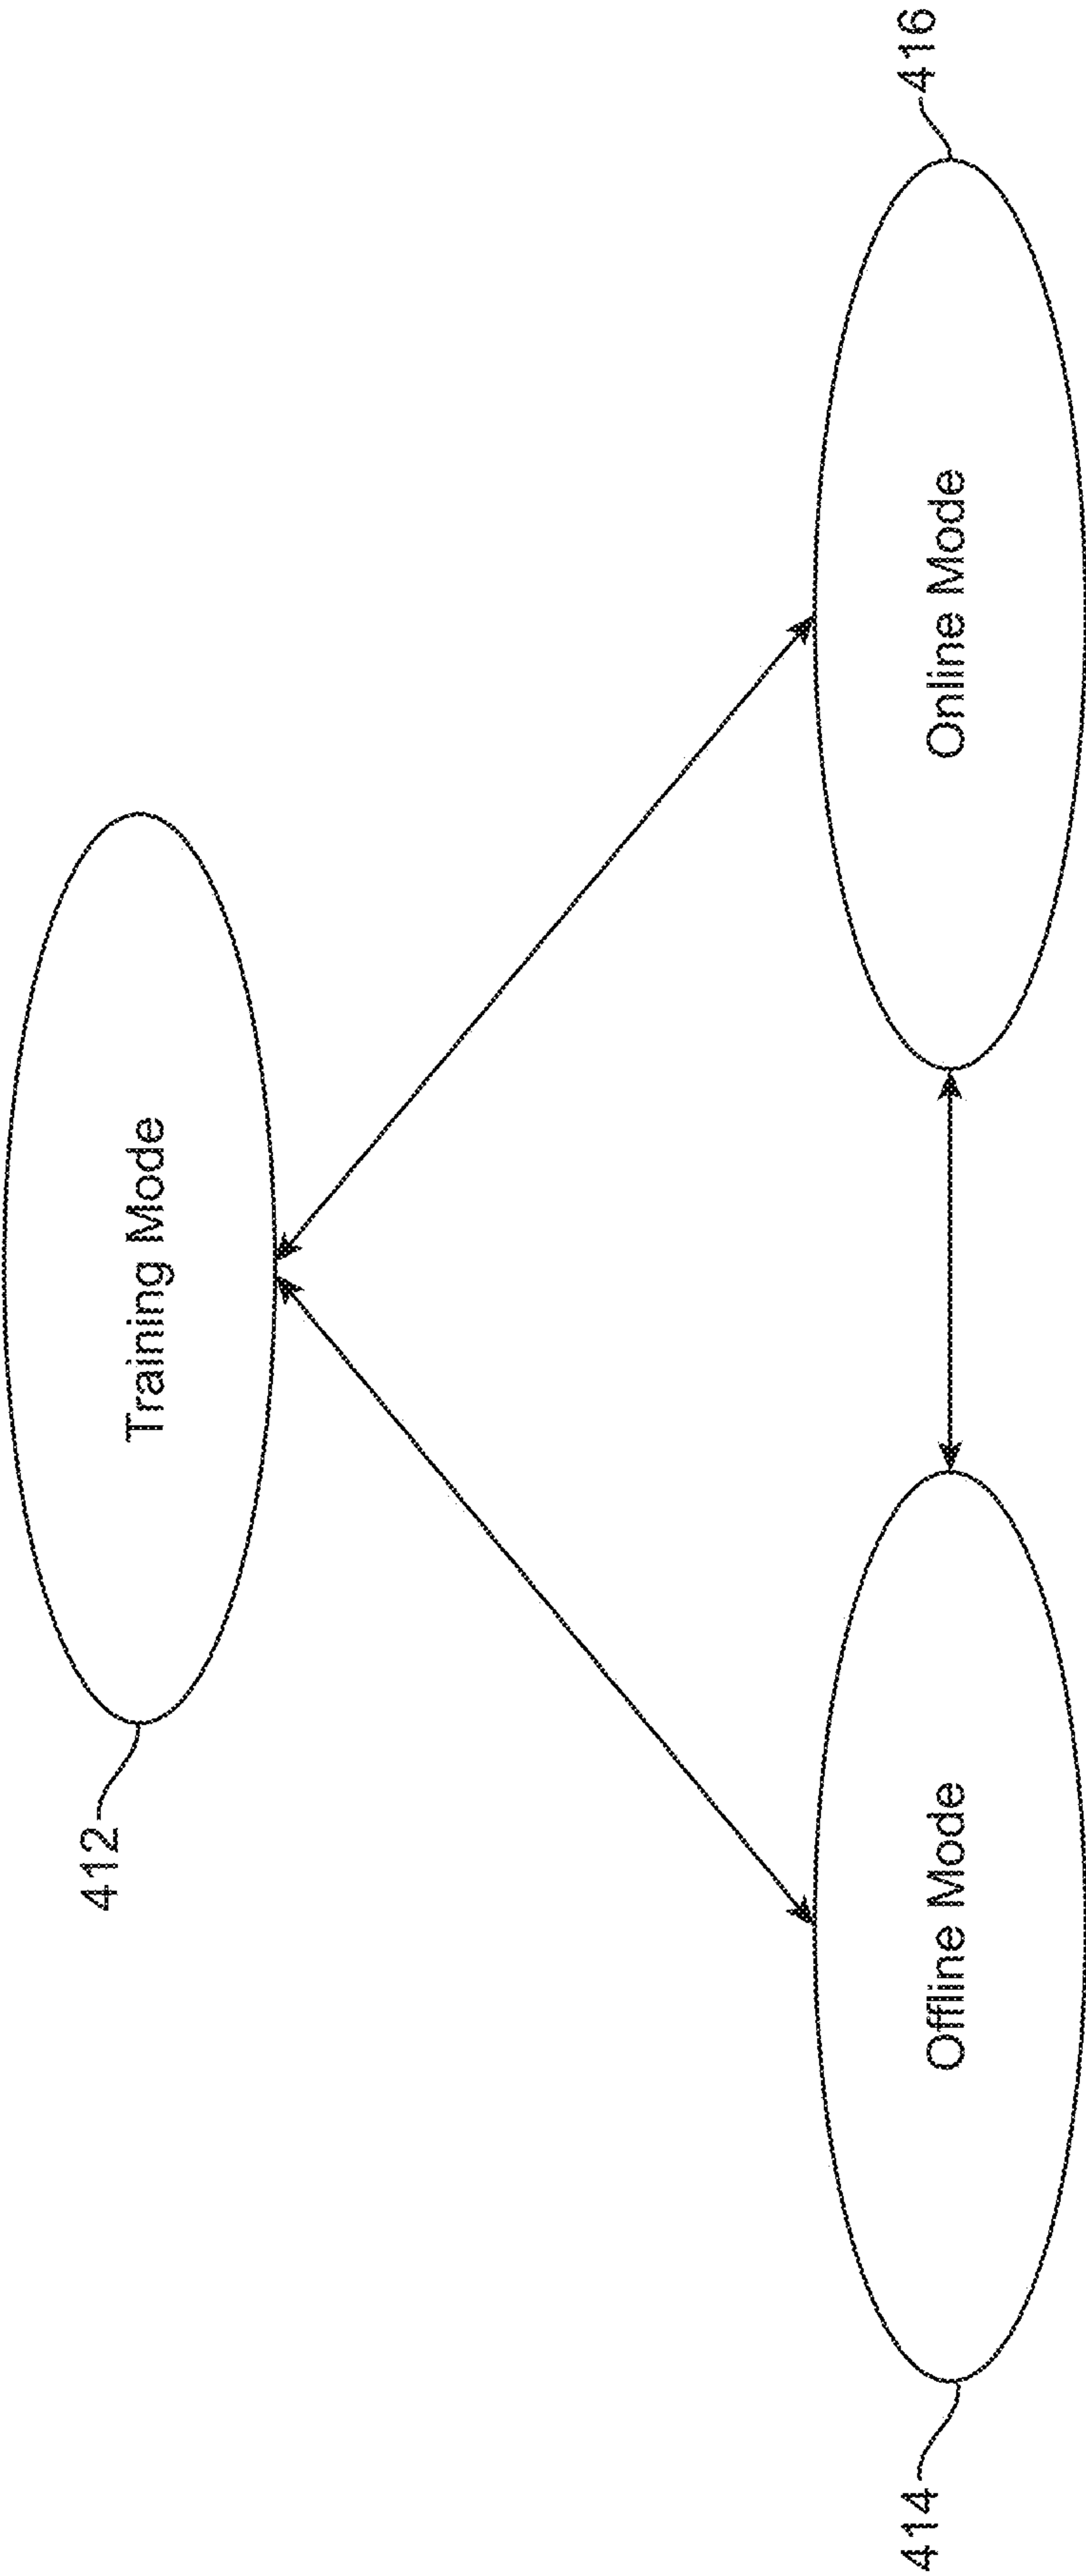 412
Training Mode
414
Offline Mode
Online Mode
416